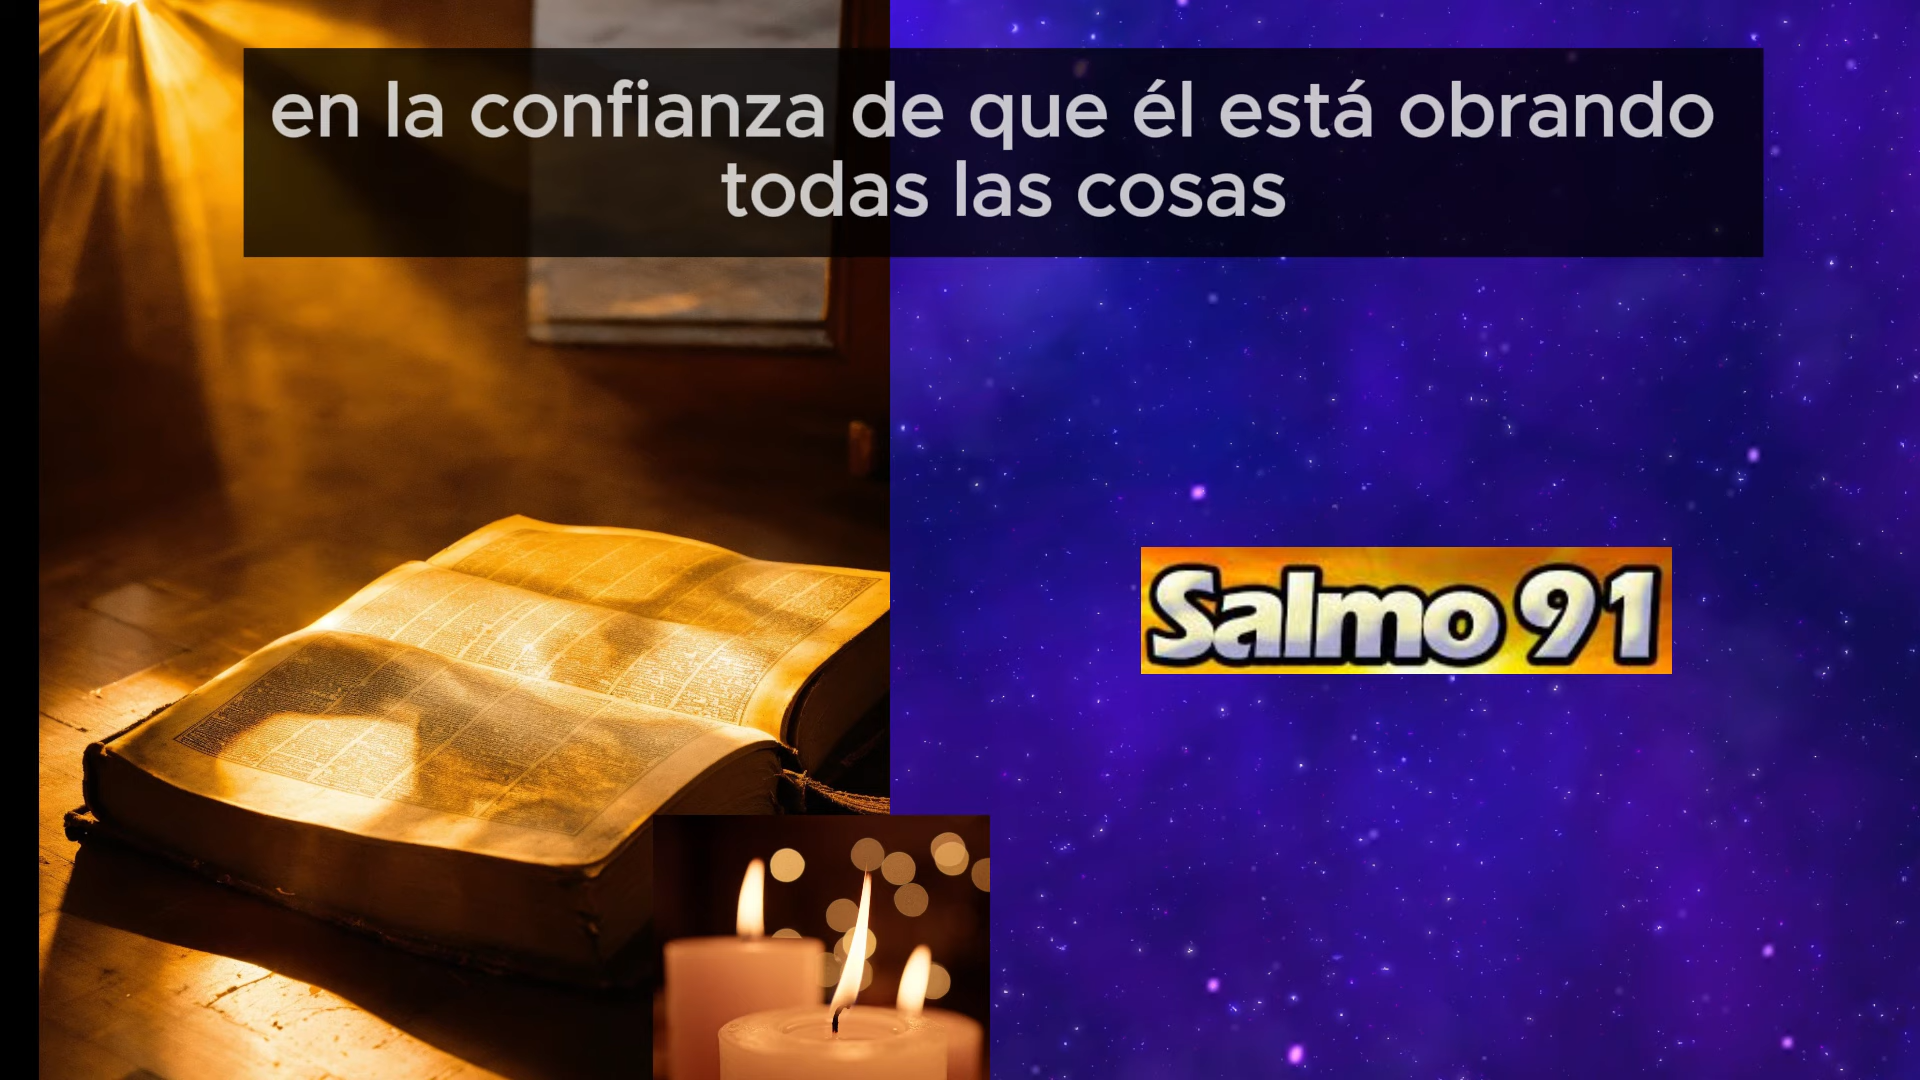 en la confianza de que él está obrando
todas las cosas
Salmo 91